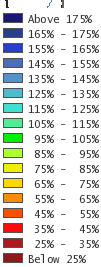 Above 175%
165% - 175%
155% - 165%
145% - 155%
135% - 145%
125% - 135%
115% - 125%
105% - 115%
95% - 105%
85% - 95%
75% - 85%
65% - 75%
55% - 65%
45% - 55%
35% - 45%
25% - 35%
Below 25%